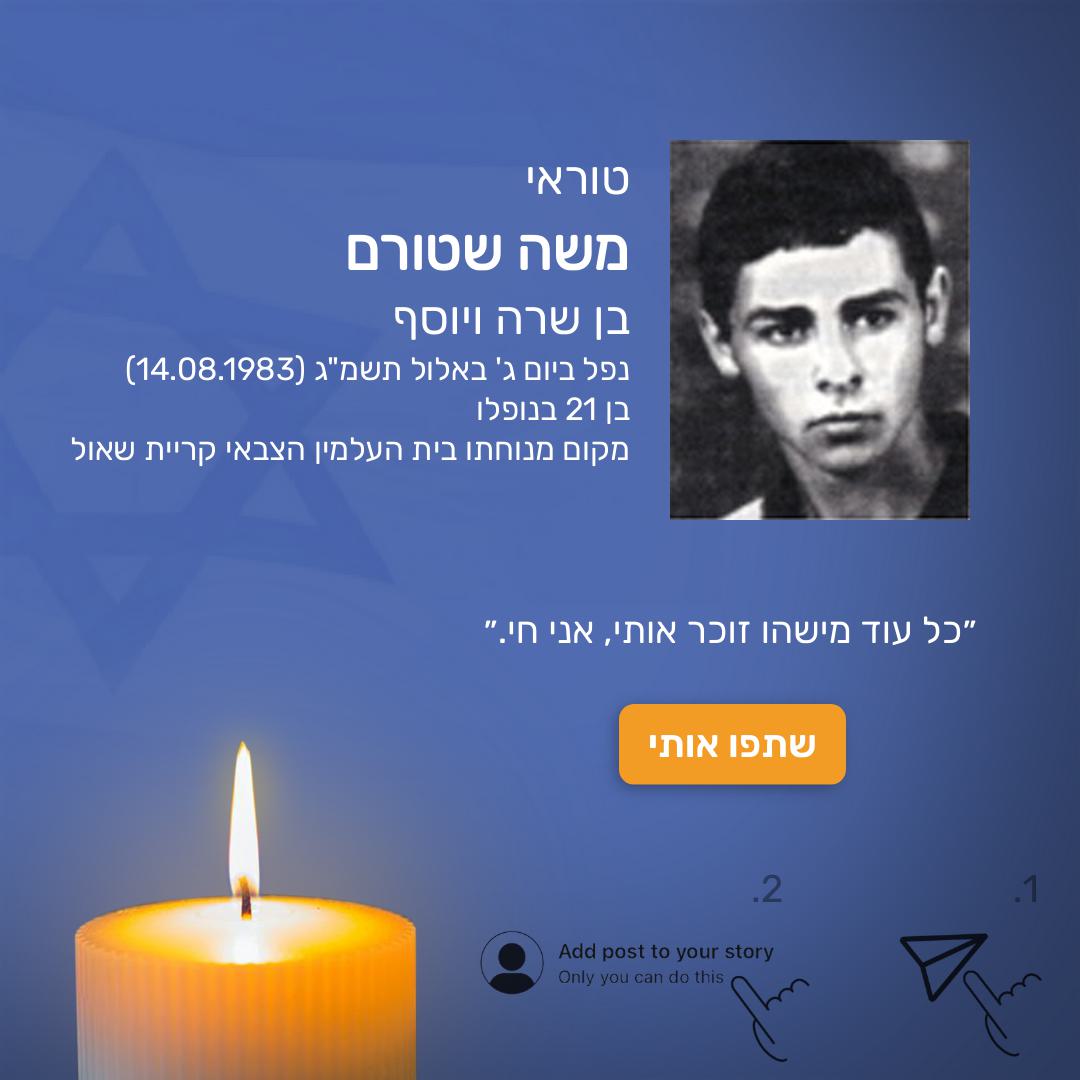 טוראי
משה שטורם
בן שרה ויוסף
נפל ביום ג' באלול תשמ"ג (14.08.1983)
בן 21 בנופלו
מקום מנוחתו בית העלמין הצבאי קריית שאול
״כל עוד מישהו זוכר אותי, אני חי.״
שתפו אותי
1.
2.
Add post to your story
Only you can do this